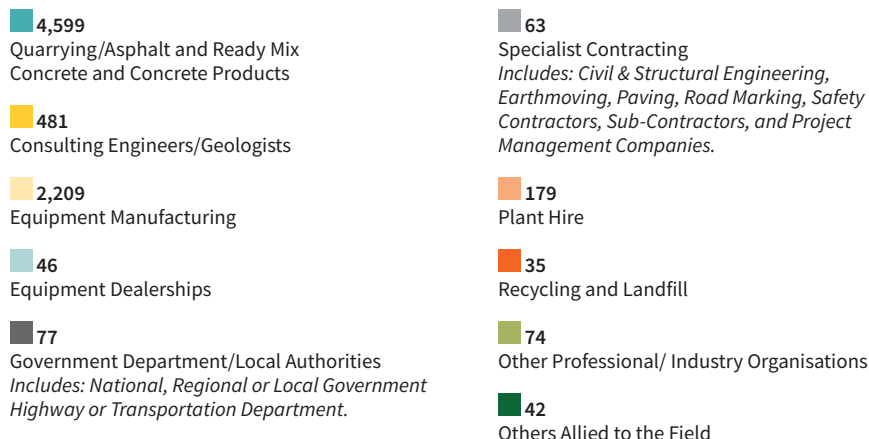 4,599
Quarrying/Asphalt and Ready Mix
Concrete and Concrete Products
481
Consulting Engineers/Geologists
2,209
Equipment Manufacturing
46
Equipment Dealerships
77
Government Department/Local Authorities
Includes: National, Regional or Local Government
Highway or Transportation Department.
63
Specialist Contracting
Includes: Civil & Structural Engineering,
Earthmoving, Paving, Road Marking, Safety
Contractors, Sub-Contractors, and Project
Management Companies.
179
Plant Hire
35
Recycling and Landfill
74
Other Professional/ Industry Organisations
42
Others Allied to the Field